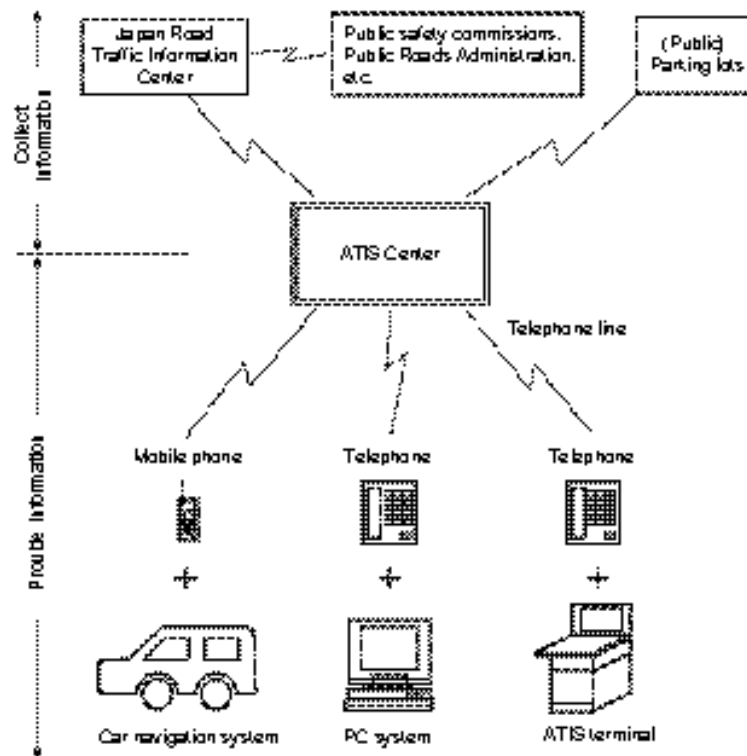 Japan Road
Traffic Information
Center
Public safety commissions,
Public Roads Administration,
etc.
(Public)
Parking lots
Collect
Information
ATIS Center
Telephone line
Provide Information
Mobile phone
Telephone
Telephone
+
+
+
Car navigation system
PC system
ATIS terminal